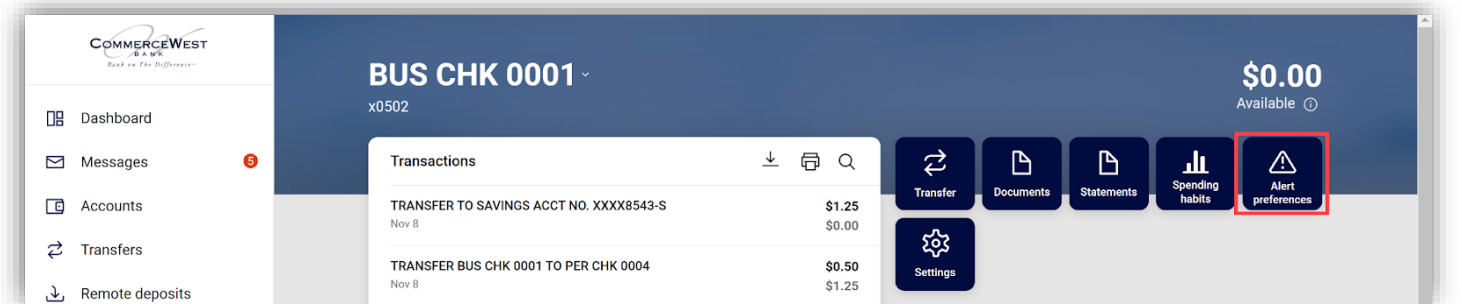 COMMERCEWEST
BANK
Bank on The Difference
Dashboard
Messages 5
Accounts
Transfers
Remote deposits
BUS CHK 0001
x0502
$0.00
Available
Transactions
TRANSFER TO SAVINGS ACCT NO. XXXX8543-S $1.25
Nov 8 $0.00
TRANSFER BUS CHK 0001 TO PER CHK 0004 $0.50
Nov 8 $1.25
Transfer
Documents
Statements
Spending
habits
Alert
preferences
Settings